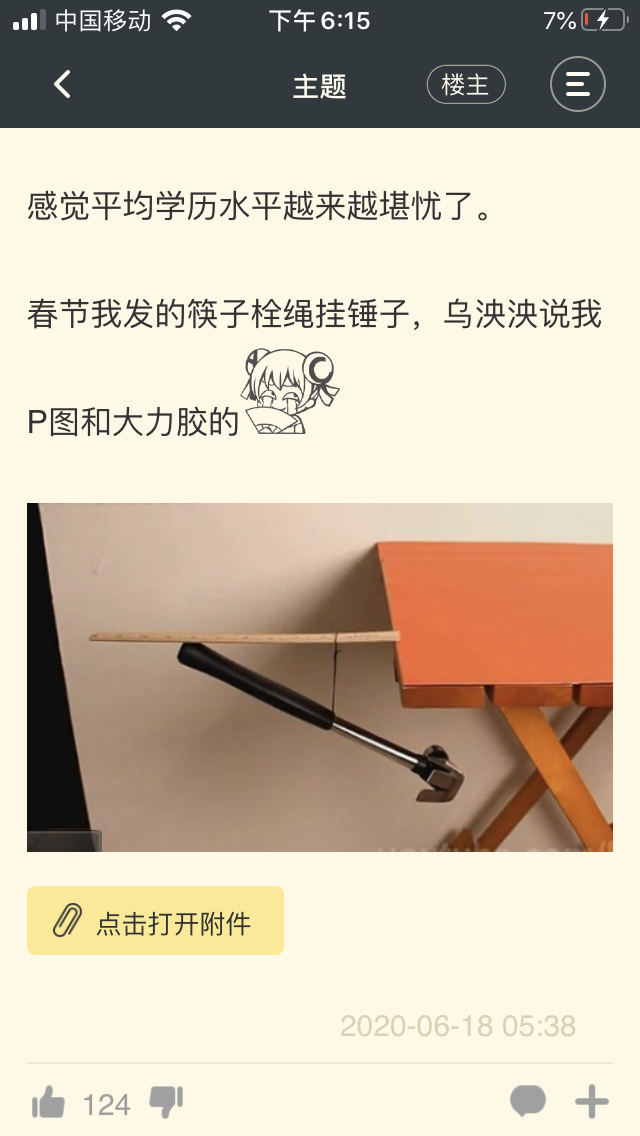 中国移动 下午6:15 7%
主题 楼主
感觉平均学历水平越来越堪忧了。
春节我发的筷子栓绳挂锤子，乌泱泱说我
P图和大力胶的
点击打开附件
2020-06-18 05:38
124